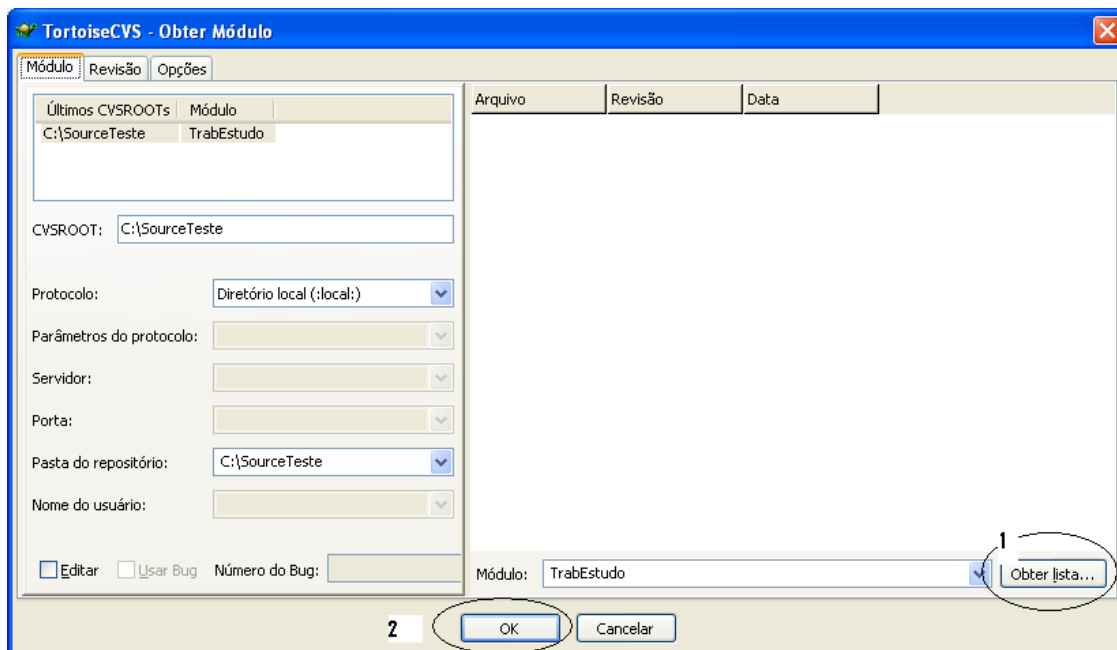 TortoiseCVS - Obter Módulo
Módulo Revisão Opções
Últimos CVSROOTs Módulo
C:\SourceTeste TrabEstudo
CVSROOT: C:\SourceTeste
Protocolo: Diretório local (:local:)
Parâmetros do protocolo:
Servidor:
Porta:
Pasta do repositório: C:\SourceTeste
Nome do usuário:
Editar Usar Bug Número do Bug:
Arquivo Revisão Data
1
Módulo: TrabEstudo Obter lista...
2 OK Cancelar